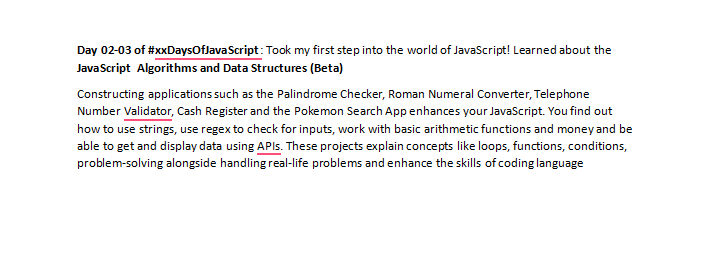 Day 02-03 of #xxDaysOfJavaScript: Took my first step into the world of JavaScript! Learned about the
JavaScript Algorithms and Data Structures (Beta)
Constructing applications such as the Palindrome Checker, Roman Numeral Converter, Telephone
Number Validator, Cash Register and the Pokemon Search App enhances your JavaScript. You find out
how to use strings, use regex to check for inputs, work with basic arithmetic functions and money and be
able to get and display data using APIs. These projects explain concepts like loops, functions, conditions,
problem-solving alongside handling real-life problems and enhance the skills of coding language